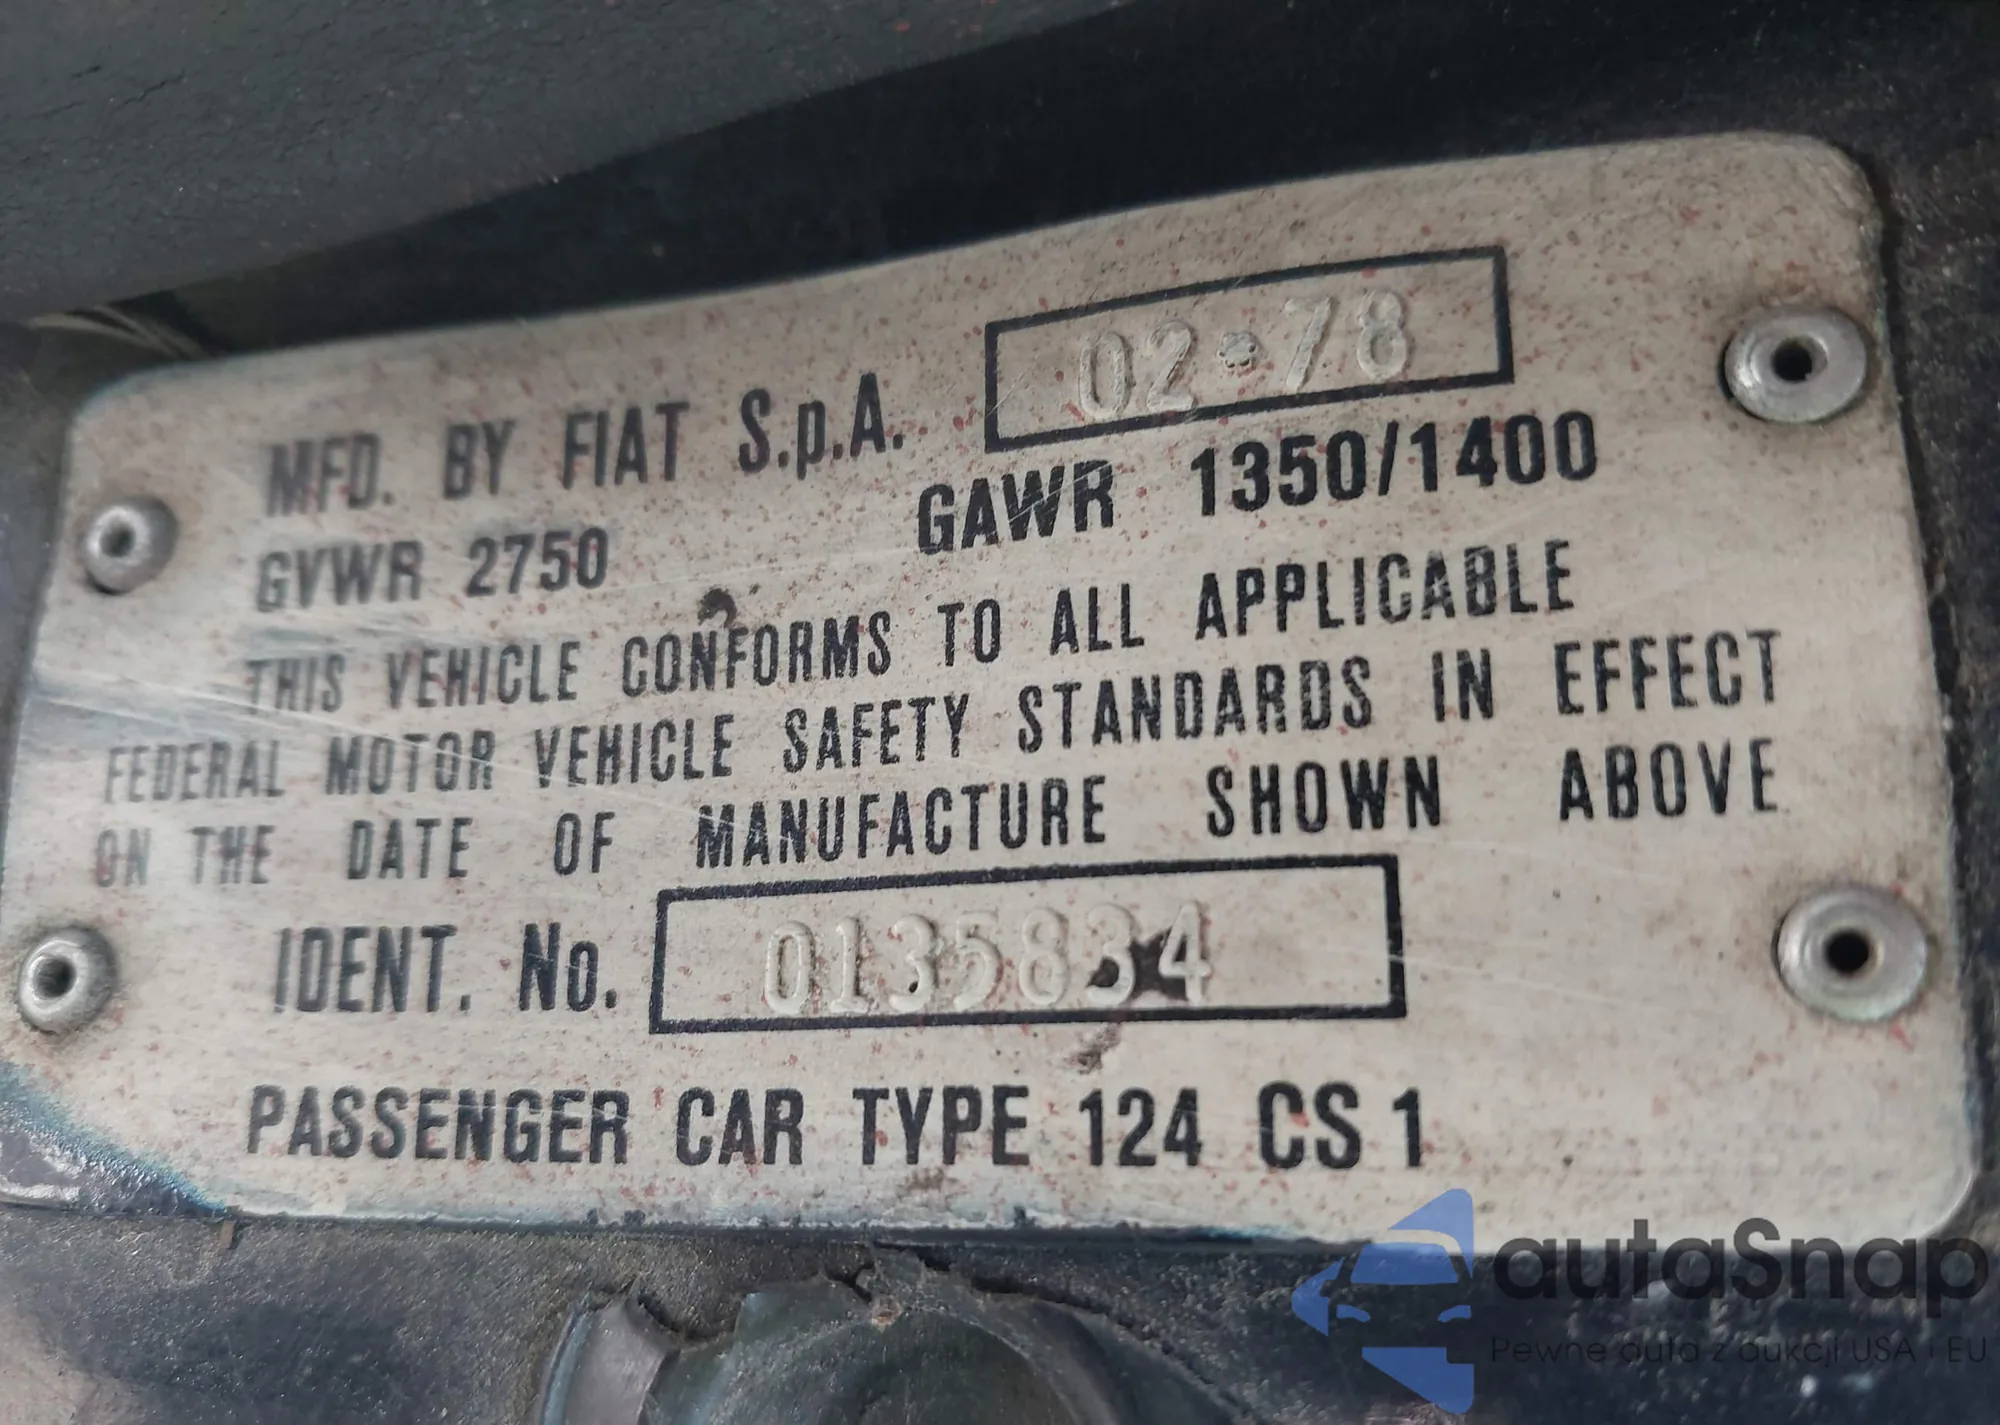 MFD. BY FIAT S.p.A. 02*78
GVWR 2750 GAWR 1350/1400
THIS VEHICLE CONFORMS TO ALL APPLICABLE
FEDERAL MOTOR VEHICLE SAFETY STANDARDS IN EFFECT
ON THE DATE OF MANUFACTURE SHOWN ABOVE
IDENT. No. 0135834
PASSENGER CAR TYPE 124 CS 1
autaSnap
Pewne auta z aukcji USA i EU